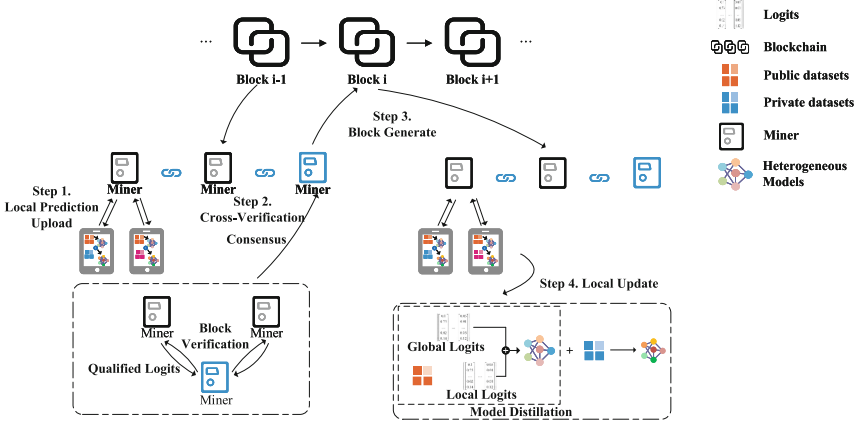 ... ...
Block i-1 Block i Block i+1
Logits
Blockchain
Public datasets
Private datasets
Miner
Heterogeneous
Models
Step 3.
Block Generate
Step 1.
Local Prediction
Upload
Miner Miner Miner
Step 2.
Cross-Verification
Consensus
Miner Miner
Block
Verification
Qualified Logits
Miner
Step 4. Local Update
Global Logits
+ +
Local Logits
Model Distillation